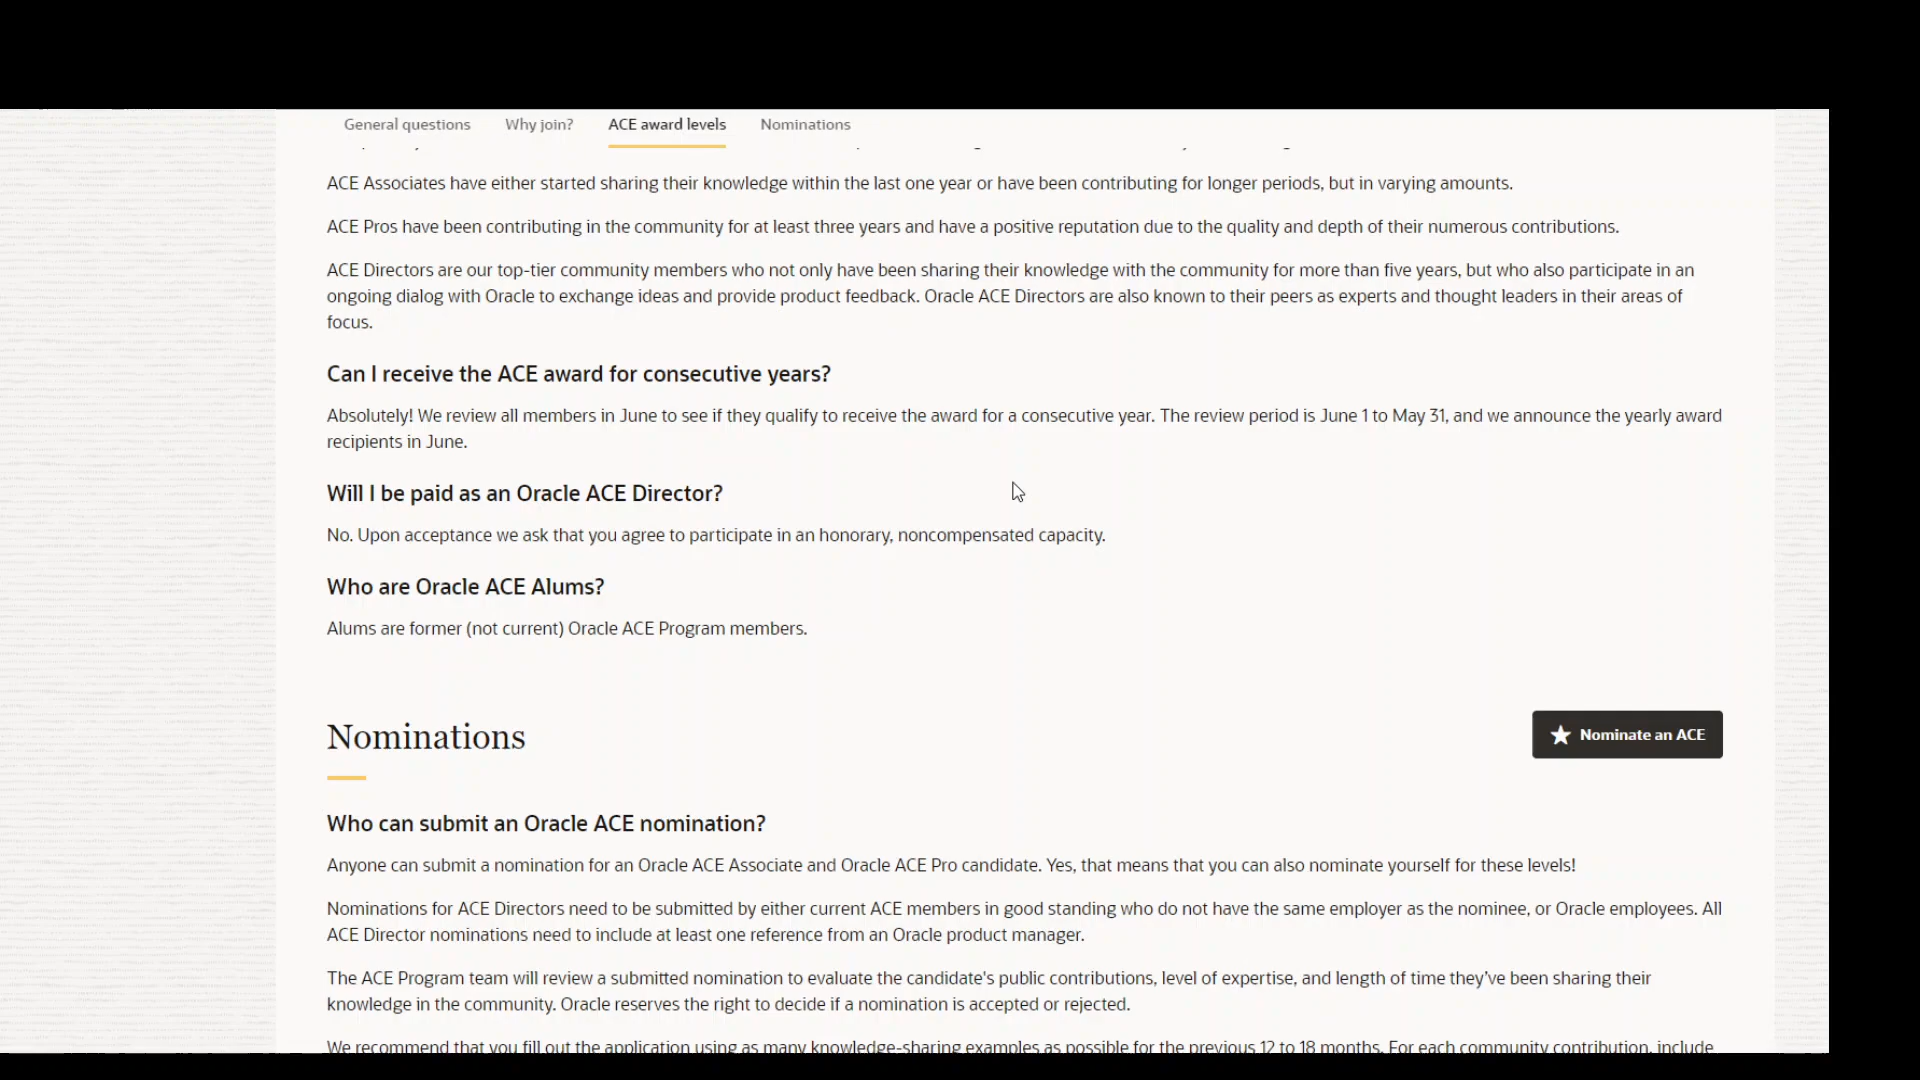 General questions Why join? ACE award levels Nominations
ACE Associates have either started sharing their knowledge within the last one year or have been contributing for longer periods, but in varying amounts.
ACE Pros have been contributing in the community for at least three years and have a positive reputation due to the quality and depth of their numerous contributions.
ACE Directors are our top-tier community members who not only have been sharing their knowledge with the community for more than five years, but who also participate in an
ongoing dialog with Oracle to exchange ideas and provide product feedback. Oracle ACE Directors are also known to their peers as experts and thought leaders in their areas of
focus.
Can I receive the ACE award for consecutive years?
Absolutely! We review all members in June to see if they qualify to receive the award for a consecutive year. The review period is June 1 to May 31, and we announce the yearly award
recipients in June.
Will I be paid as an Oracle ACE Director?
No. Upon acceptance we ask that you agree to participate in an honorary, noncompensated capacity.
Who are Oracle ACE Alums?
Alums are former (not current) Oracle ACE Program members.
Nominations
Nominate an ACE
Who can submit an Oracle ACE nomination?
Anyone can submit a nomination for an Oracle ACE Associate and Oracle ACE Pro candidate. Yes, that means that you can also nominate yourself for these levels!
Nominations for ACE Directors need to be submitted by either current ACE members in good standing who do not have the same employer as the nominee, or Oracle employees. All
ACE Director nominations need to include at least one reference from an Oracle product manager.
The ACE Program team will review a submitted nomination to evaluate the candidate's public contributions, level of expertise, and length of time they've been sharing their
knowledge in the community. Oracle reserves the right to decide if a nomination is accepted or rejected.
We recommend that you fill out the application using as many knowledge-sharing examples as possible for the previous 12 to 18 months. For each community contribution, include